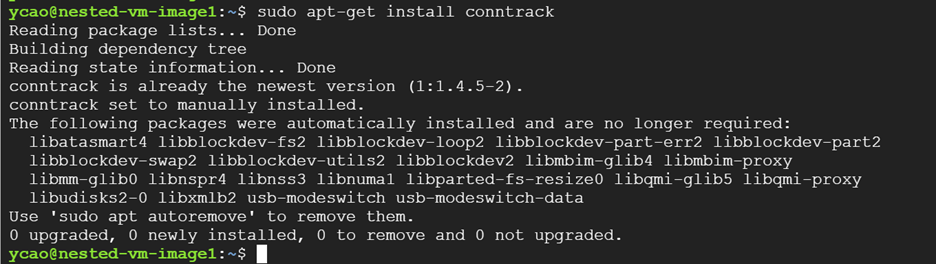 ycao@nested-vm-image1:~$ sudo apt-get install conntrack
Reading package lists... Done
Building dependency tree
Reading state information... Done
conntrack is already the newest version (1:1.4.5-2).
conntrack set to manually installed.
The following packages were automatically installed and are no longer required:
  libatasmart4 libblockdev-fs2 libblockdev-loop2 libblockdev-part-err2 libblockdev-part2
  libblockdev-swap2 libblockdev-utils2 libblockdev2 libmbim-glib4 libmbim-proxy
  libmm-glib0 libnspr4 libnss3 libnuma1 libparted-fs-resize0 libqmi-glib5 libqmi-proxy
  libudisks2-0 libxmlb2 usb-modeswitch usb-modeswitch-data
Use 'sudo apt autoremove' to remove them.
0 upgraded, 0 newly installed, 0 to remove and 0 not upgraded.
ycao@nested-vm-image1:~$